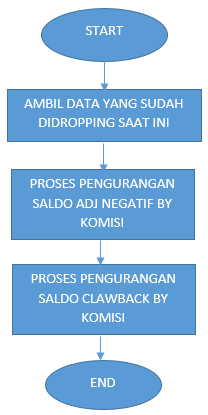 START
AMBIL DATA YANG SUDAH
DIDROPPING SAAT INI
PROSES PENGURANGAN
SALDO ADJ NEGATIF BY
KOMISI
PROSES PENGURANGAN
SALDO CLAWBACK BY
KOMISI
END